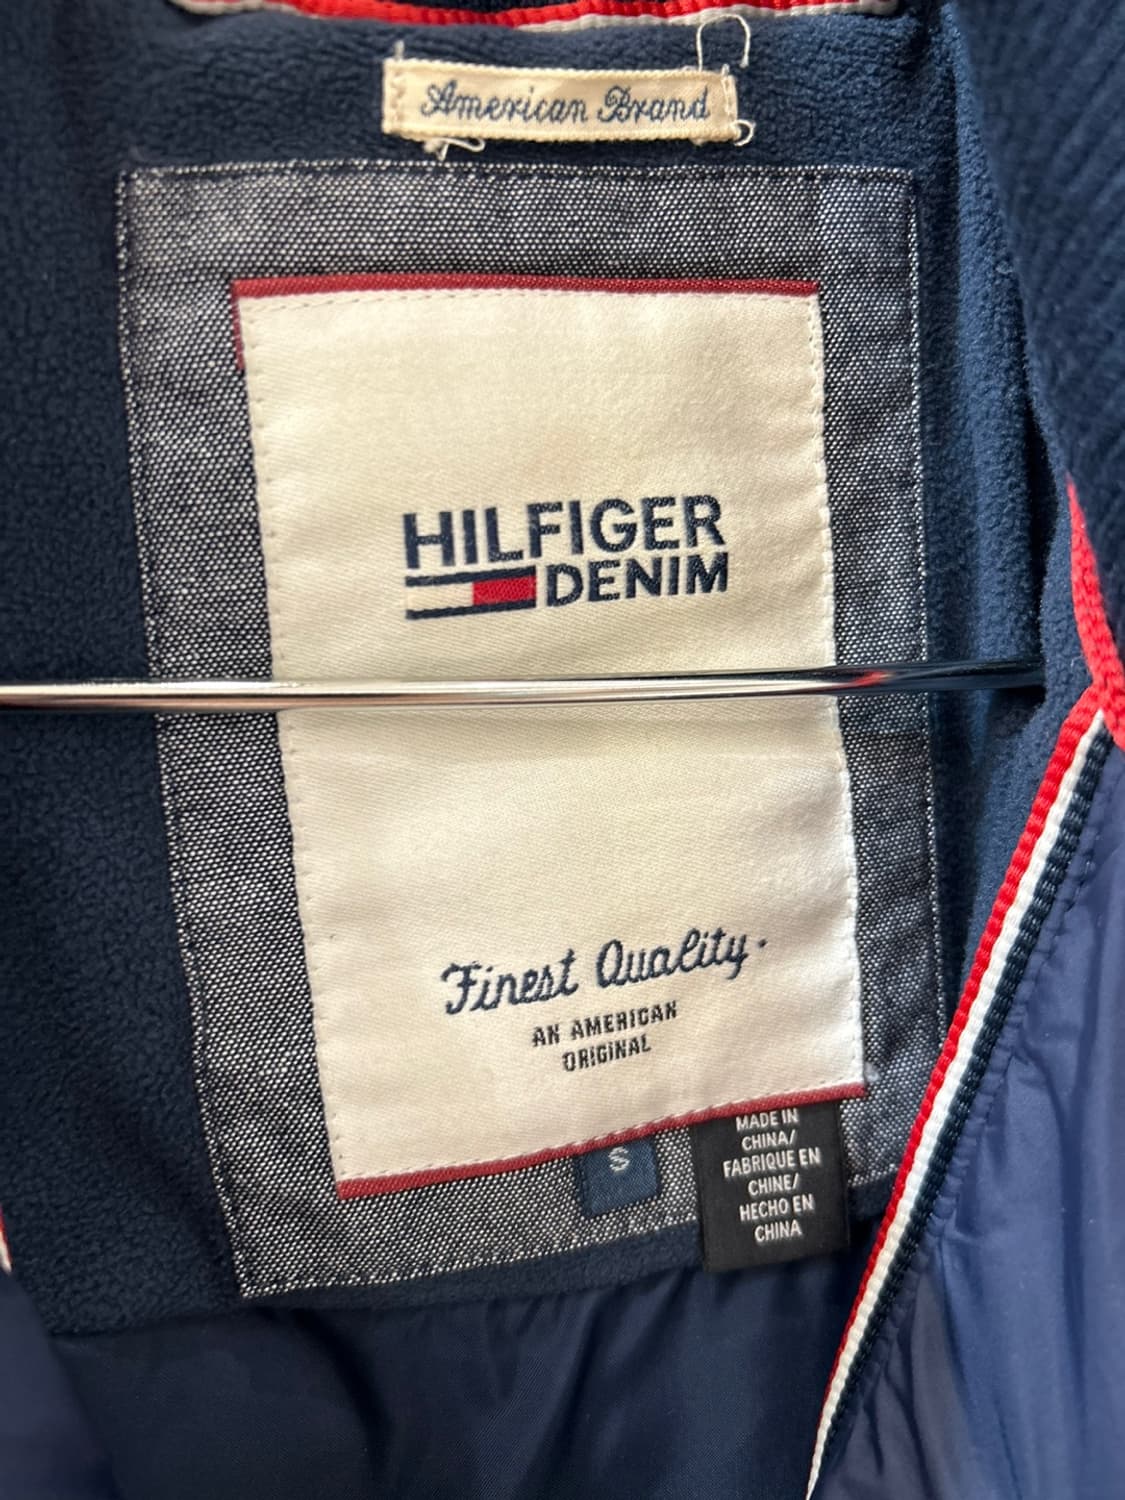 American Brand
HILFIGER
DENIM
Finest Quality.
AN AMERICAN
ORIGINAL
S
MADE IN
CHINA/
FABRIQUE EN
CHINE/
HECHO EN
CHINA